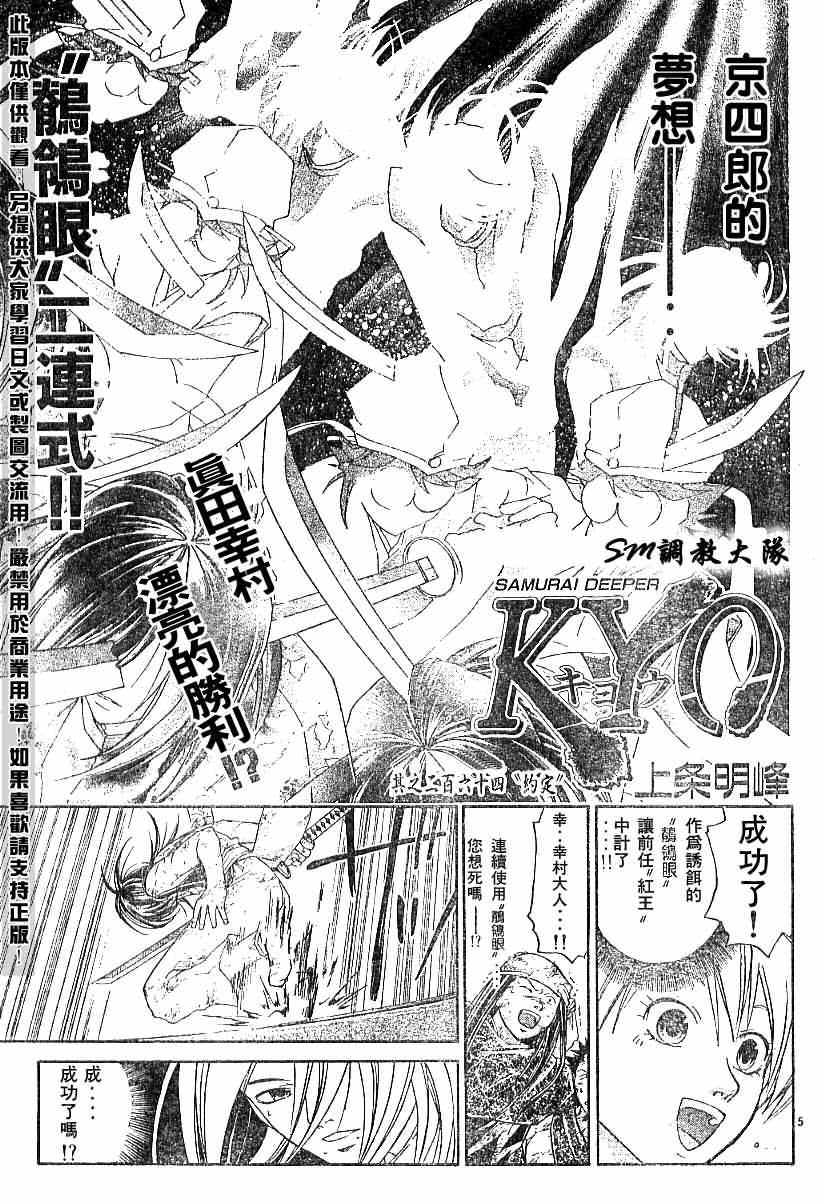 京四郎的
夢想——……
"鶺鴒眼"二連式!!
眞田幸村
漂亮的勝利!?
SM調教大隊
SAMURAI DEEPER
KYO
キョウ
其之二百六十四"約定"
上条明峰
成功了!
作為誘餌的
"鶺鴒眼"
讓前任"紅王"
中計了
‥‥!!
幸‥幸村大人‥‥!!
連續使用"鶺鴒眼"
您想死嗎——!?
成‥‥
成功了嗎!?
5
此版本僅供觀看—另提供大家學習日文或製圖交流用!嚴禁用於商業用途!如果喜歡請支持正版!